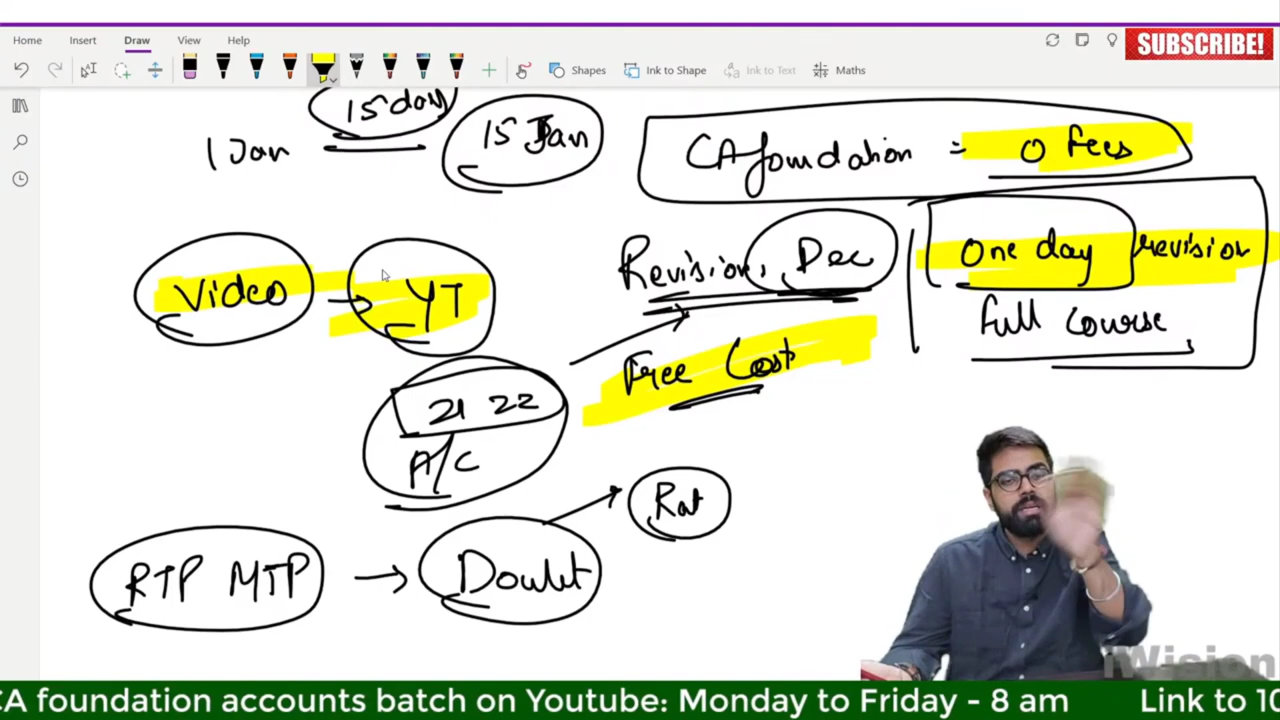 Home Insert Draw View Help
SUBSCRIBE!
Shapes Ink to Shape Ink to Text Maths
15 day
1 Jan 15 Jan
CA foundation = 0 fees
Video → YT
Revision, Dec
One day revision
full course
Free Cost
21 22
A/C
Rat
RTP MTP → Doubt
iWision
CA foundation accounts batch on Youtube: Monday to Friday - 8 am Link to 10